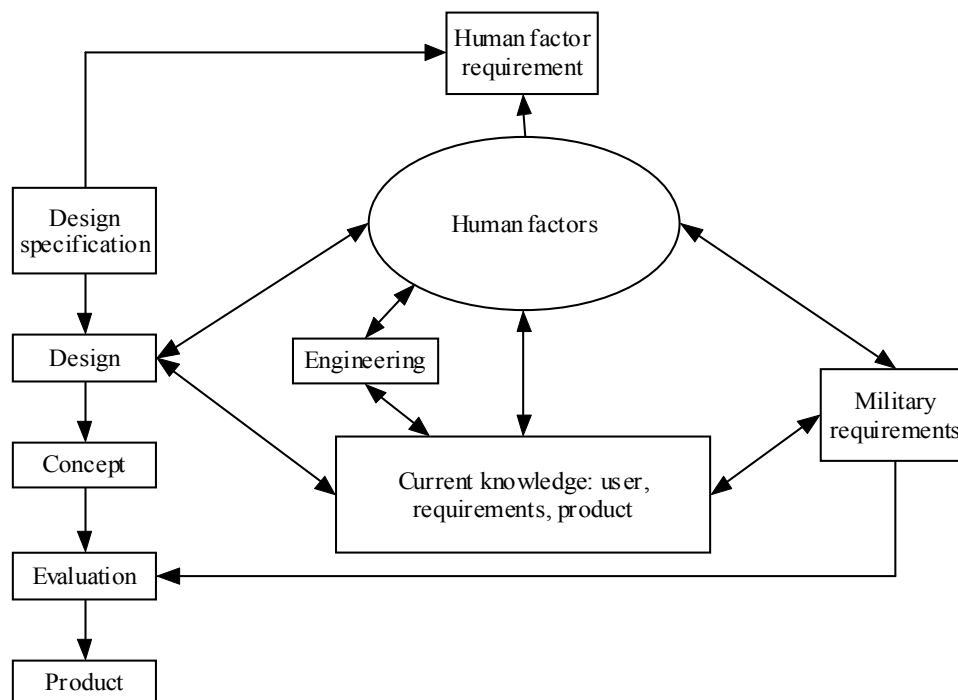 Human factor
requirement
Design
specification
Human factors
Design
Engineering
Military
requirements
Concept
Current knowledge: user,
requirements, product
Evaluation
Product